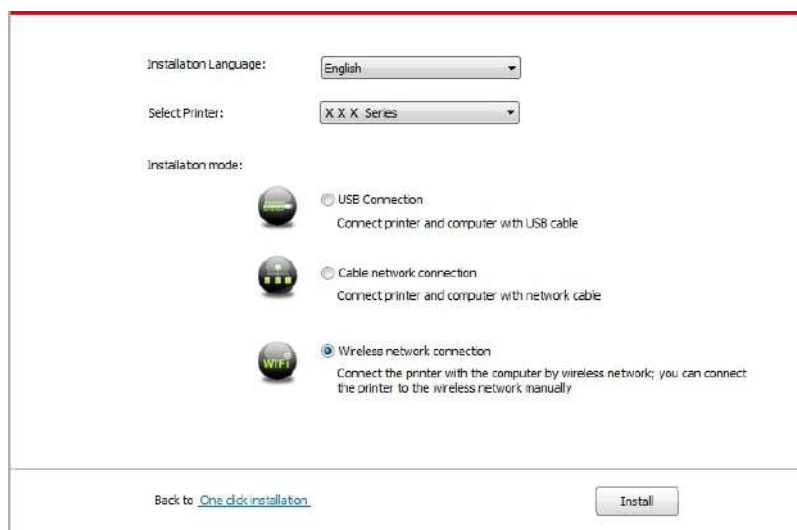 Installation Language: English
Select Printer: X X X Series
Installation mode:
USB Connection
Connect printer and computer with USB cable
Cable network connection
Connect printer and computer with network cable
WiFi
Wireless network connection
Connect the printer with the computer by wireless network; you can connect
the printer to the wireless network manually
Back to One click installation
Install